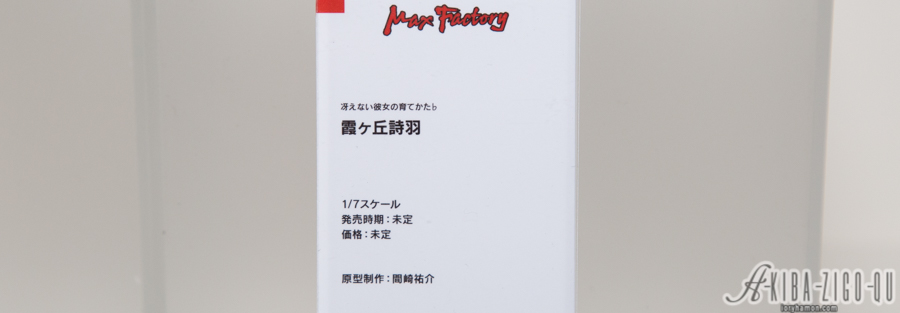 Max Factory
冴えない彼女の育てかた♭
霞ヶ丘詩羽
1/7スケール
発売時期：未定
価格：未定
原型制作：間崎祐介
AKIBA-ZIGO-QU